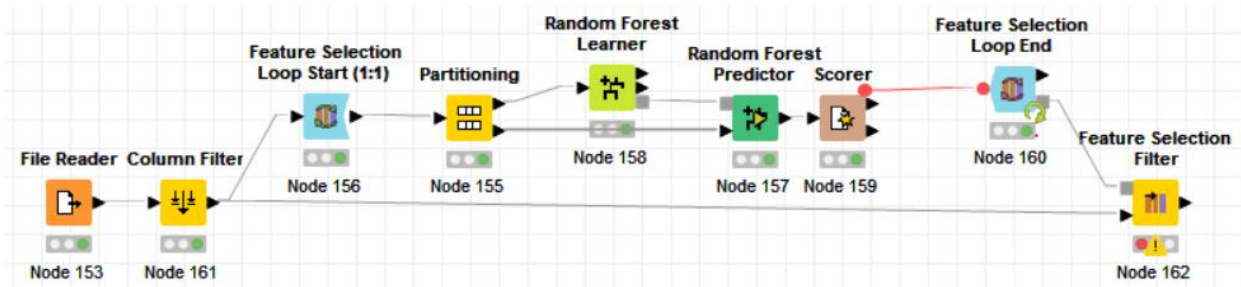 Random Forest
Learner
Feature Selection
Loop End
Feature Selection
Loop Start (1:1)
Partitioning
Random Forest
Predictor
Scorer
Node 158
Node 160
Feature Selection
Filter
File Reader
Column Filter
Node 156
Node 155
Node 157
Node 159
Node 153
Node 161
Node 162